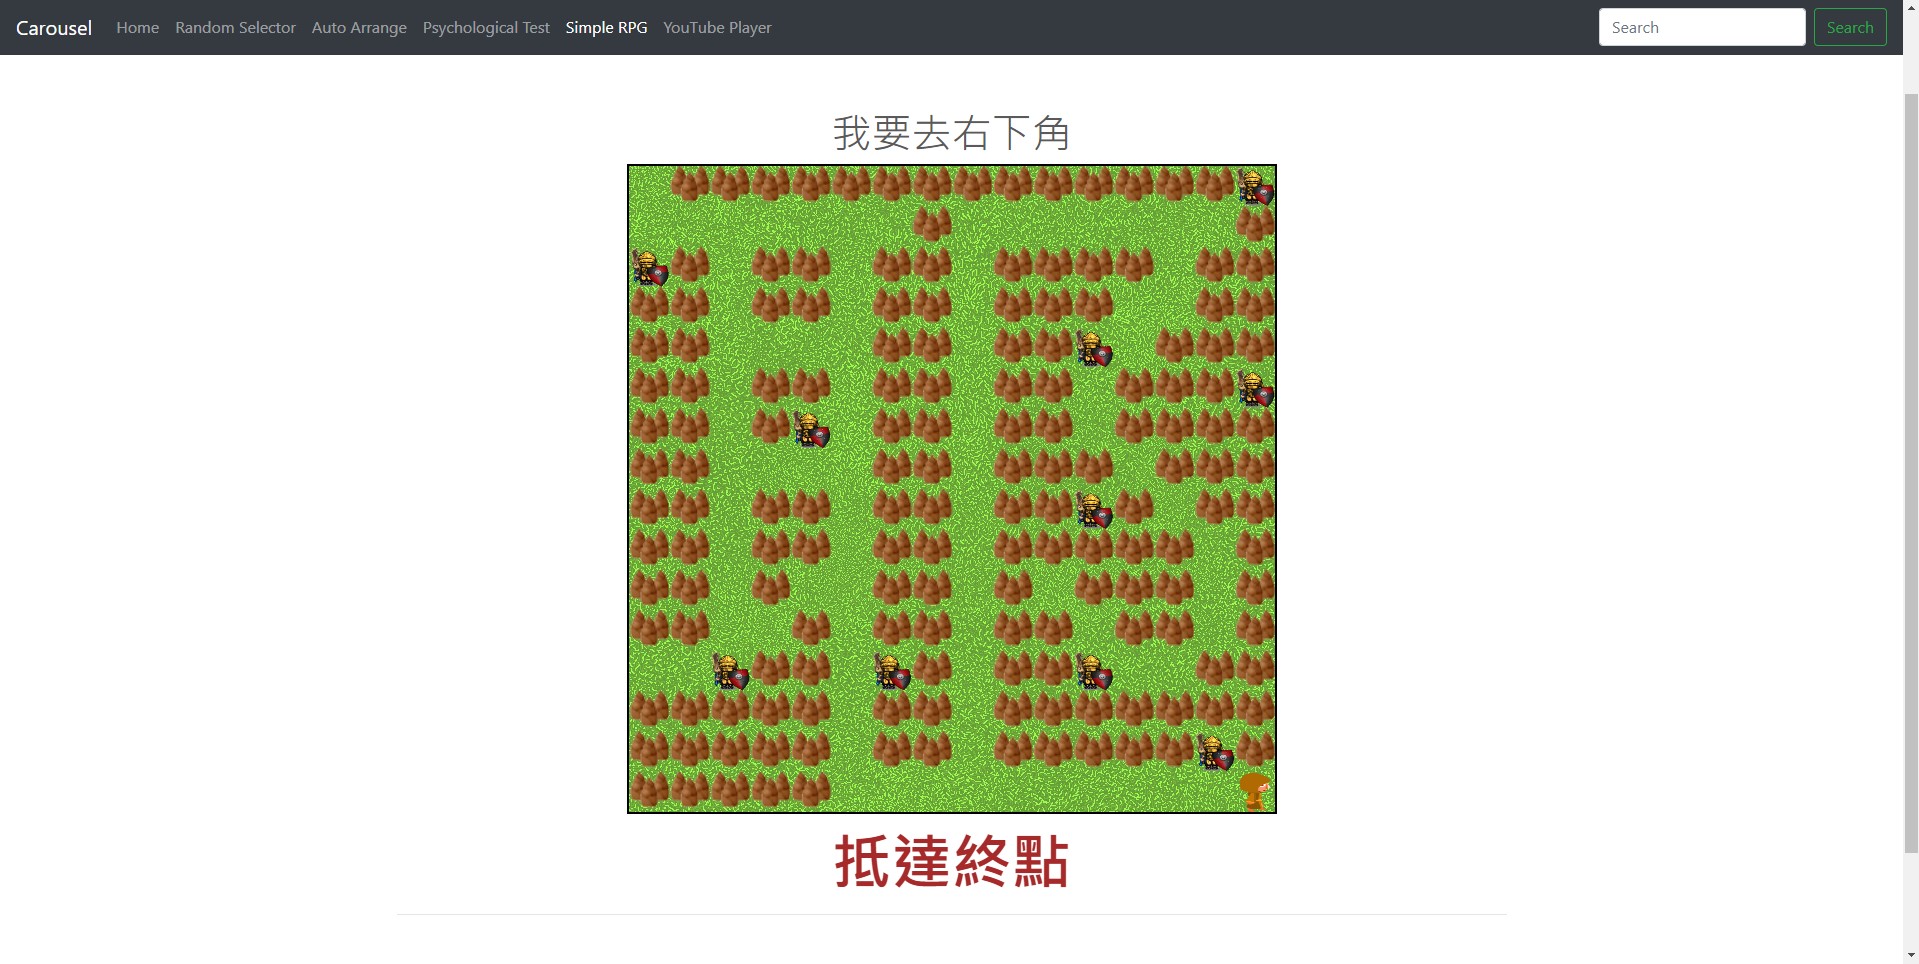 Carousel Home Random Selector Auto Arrange Psychological Test Simple RPG YouTube Player Search Search
我要去右下角
抵達終點